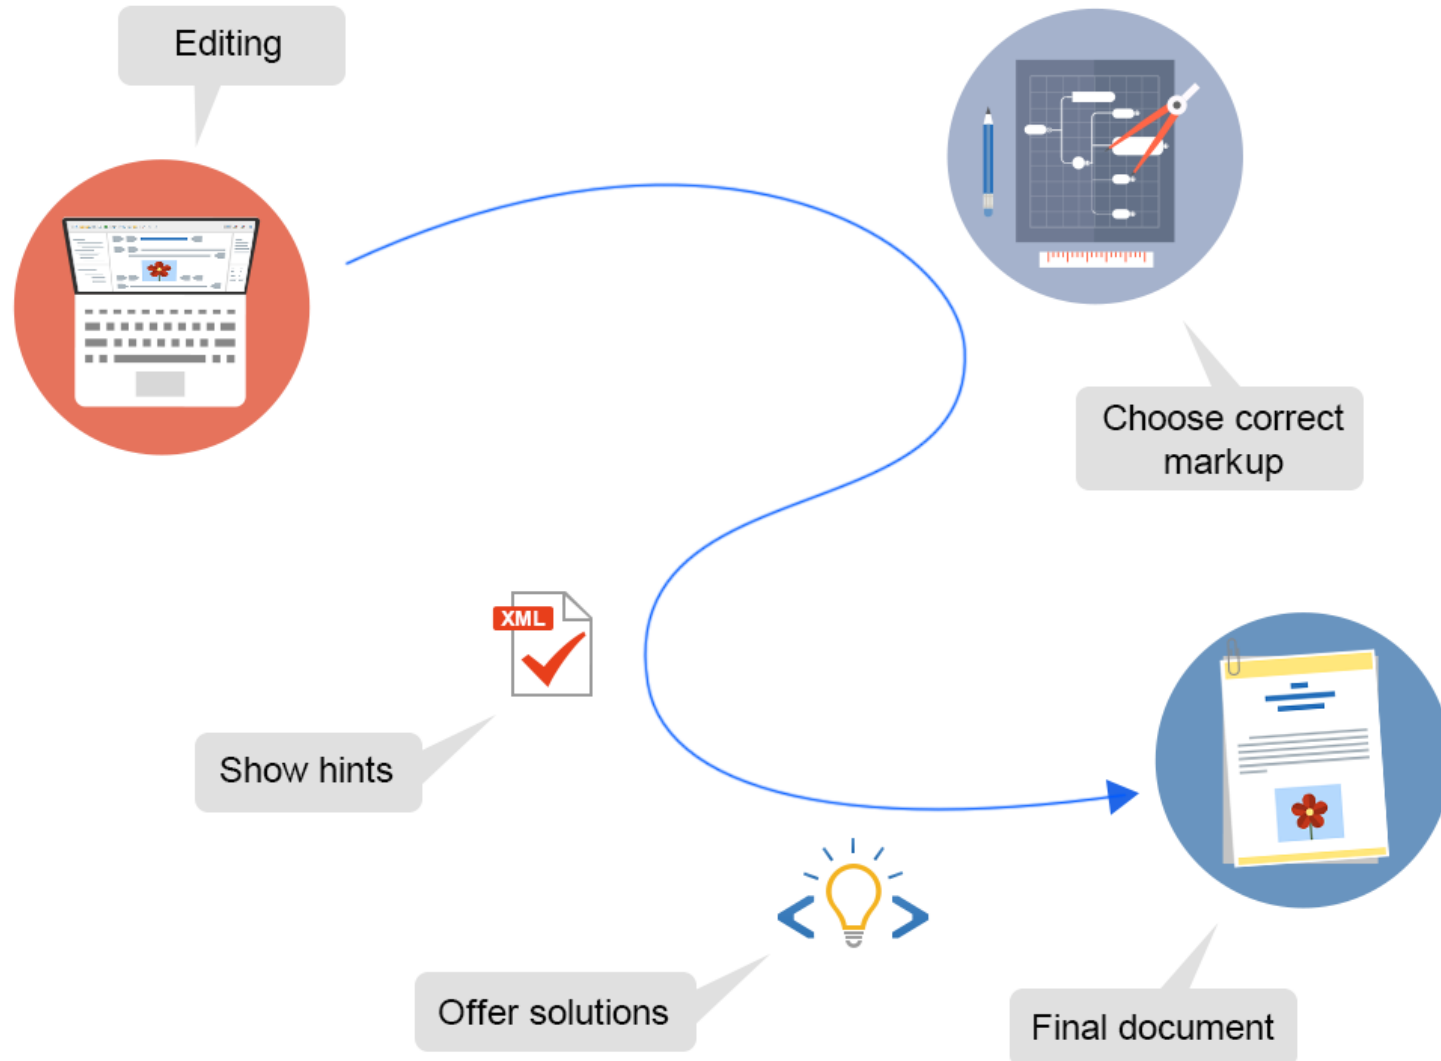 Editing
Choose correct
markup
XML
Show hints
Offer solutions
Final document